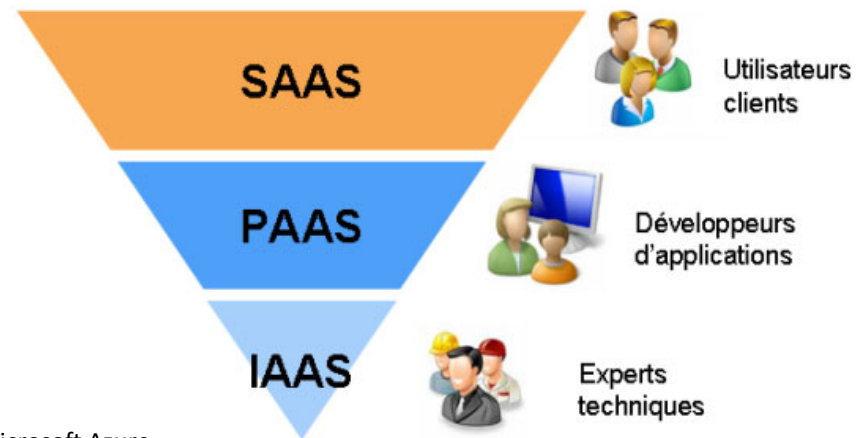 SAAS
Utilisateurs
clients
PAAS
Développeurs
d'applications
IAAS
Experts
techniques